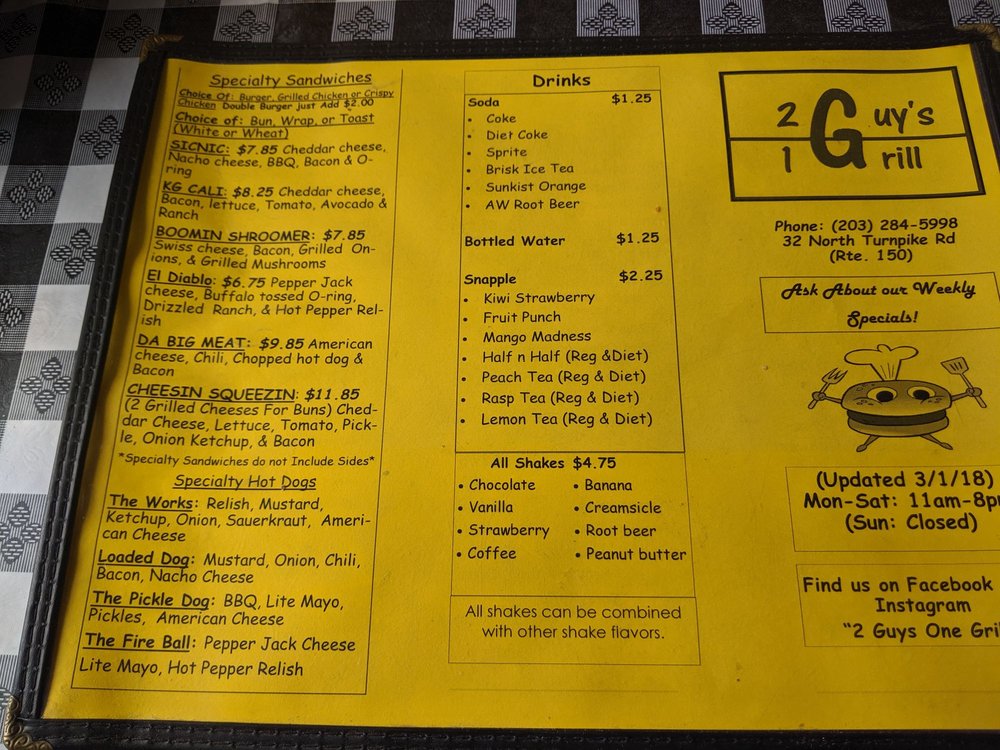 Specialty Sandwiches
Choice Of: Burger, Grilled Chicken or Crispy
Chicken Double Burger just Add $2.00
Choice of: Bun, Wrap, or Toast
(White or Wheat)
SICNIC: $7.85 Cheddar cheese,
Nacho cheese, BBQ, Bacon & O-
ring
KG CALI: $8.25 Cheddar cheese,
Bacon, lettuce, Tomato, Avocado &
Ranch
BOOMIN SHROOMER: $7.85
Swiss cheese, Bacon, Grilled On-
ions, & Grilled Mushrooms
El Diablo: $6.75 Pepper Jack
cheese, Buffalo tossed O-ring,
Drizzled Ranch, & Hot Pepper Rel-
ish
DA BIG MEAT: $9.85 American
cheese, Chili, Chopped hot dog &
Bacon
CHEESIN SQUEEZIN: $11.85
(2 Grilled Cheeses For Buns) Ched-
dar Cheese, Lettuce, Tomato, Pick-
le, Onion Ketchup, & Bacon
*Specialty Sandwiches do not Include Sides*
Specialty Hot Dogs
The Works: Relish, Mustard,
Ketchup, Onion, Sauerkraut, Ameri-
can Cheese
Loaded Dog: Mustard, Onion, Chili,
Bacon, Nacho Cheese
The Pickle Dog: BBQ, Lite Mayo,
Pickles, American Cheese
The Fire Ball: Pepper Jack Cheese
Lite Mayo, Hot Pepper Relish
Drinks
Soda $1.25
• Coke
• Diet Coke
• Sprite
• Brisk Ice Tea
• Sunkist Orange
• AW Root Beer
Bottled Water $1.25
Snapple $2.25
• Kiwi Strawberry
• Fruit Punch
• Mango Madness
• Half n Half (Reg &Diet)
• Peach Tea (Reg & Diet)
• Rasp Tea (Reg & Diet)
• Lemon Tea (Reg & Diet)
All Shakes $4.75
• Chocolate • Banana
• Vanilla • Creamsicle
• Strawberry • Root beer
• Coffee • Peanut butter
All shakes can be combined
with other shake flavors.
2 Guy's
1 Grill
Phone: (203) 284-5998
32 North Turnpike Rd
(Rte. 150)
Ask About our Weekly
Specials!
(Updated 3/1/18)
Mon-Sat: 11am-8p
(Sun: Closed)
Find us on Facebook
Instagram
"2 Guys One Gri